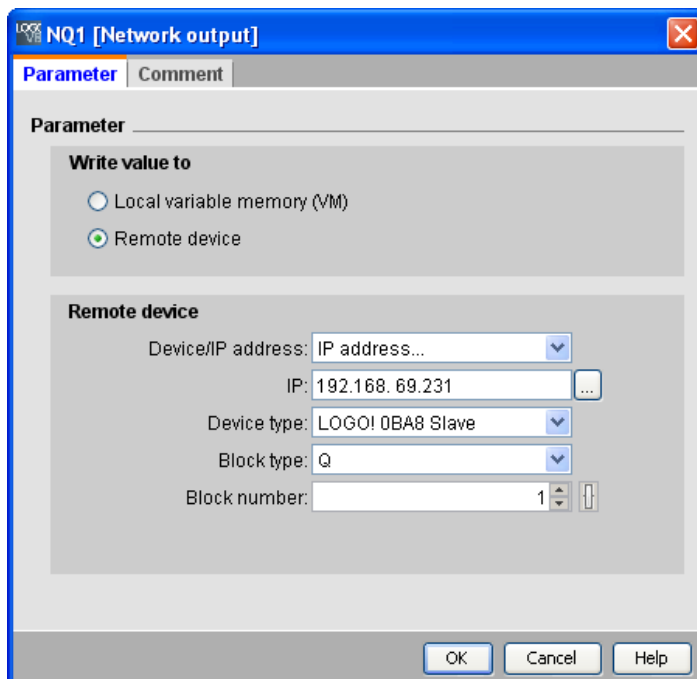 NQ1 [Network output]
Parameter Comment
Parameter
Write value to
Local variable memory (VM)
Remote device
Remote device
Device/IP address: IP address...
IP: 192.168. 69.231 ...
Device type: LOGO! 0BA8 Slave
Block type: Q
Block number: 1
OK Cancel Help